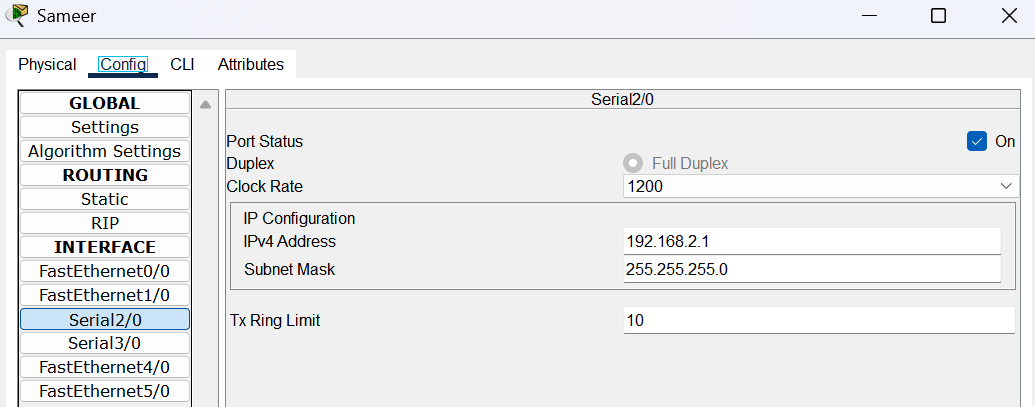 Sameer
Physical Config CLI Attributes
GLOBAL
Settings
Algorithm Settings
ROUTING
Static
RIP
INTERFACE
FastEthernet0/0
FastEthernet1/0
Serial2/0
Serial3/0
FastEthernet4/0
FastEthernet5/0
Serial2/0
Port Status On
Duplex Full Duplex
Clock Rate 1200
IP Configuration
IPv4 Address 192.168.2.1
Subnet Mask 255.255.255.0
Tx Ring Limit 10